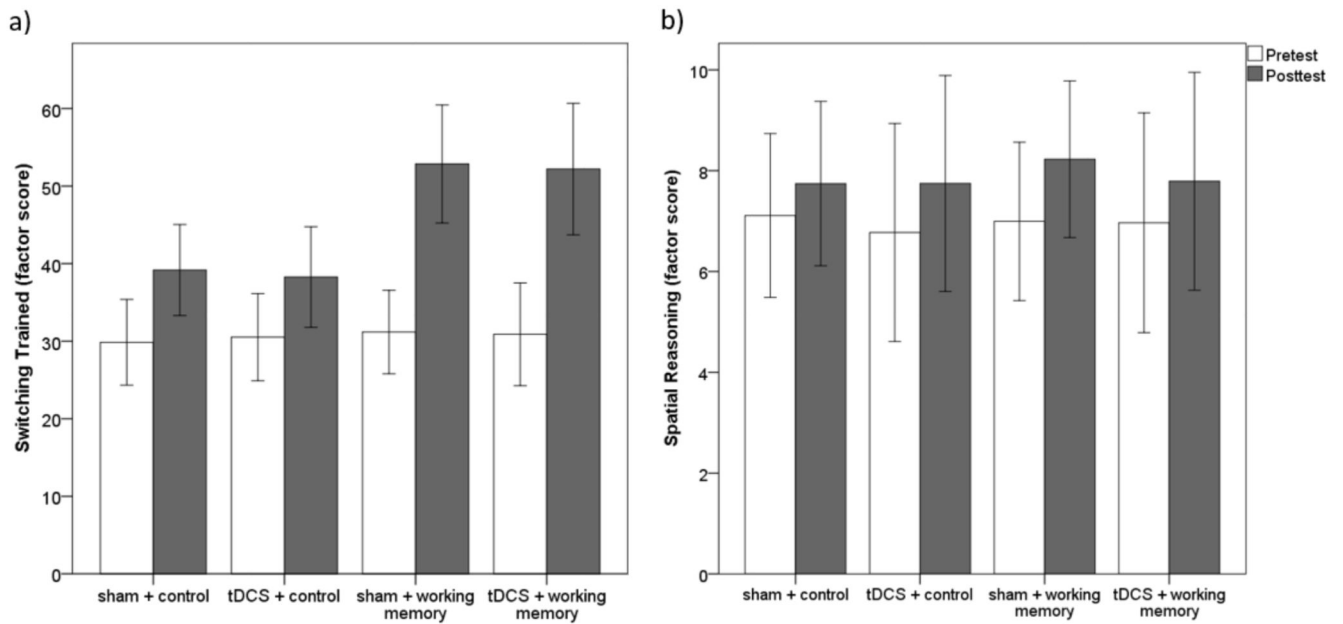 a)
Switching Trained (factor score)
60
50
40
30
20
10
0
sham + control
tDCS + control
sham + working
memory
tDCS + working
memory
b)
Spatial Reasoning (factor score)
10
8
6
4
2
0
sham + control
tDCS + control
sham + working
memory
tDCS + working
memory
Pretest
Posttest